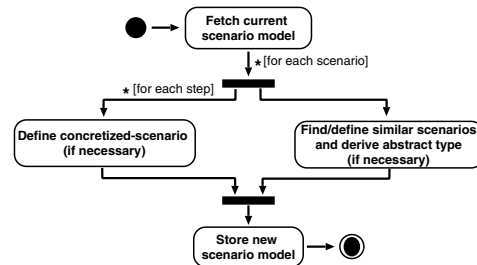 Fetch current
scenario model
* [for each scenario]
* [for each step]
Define concretized-scenario
(if necessary)
Find/define similar scenarios
and derive abstract type
(if necessary)
Store new
scenario model